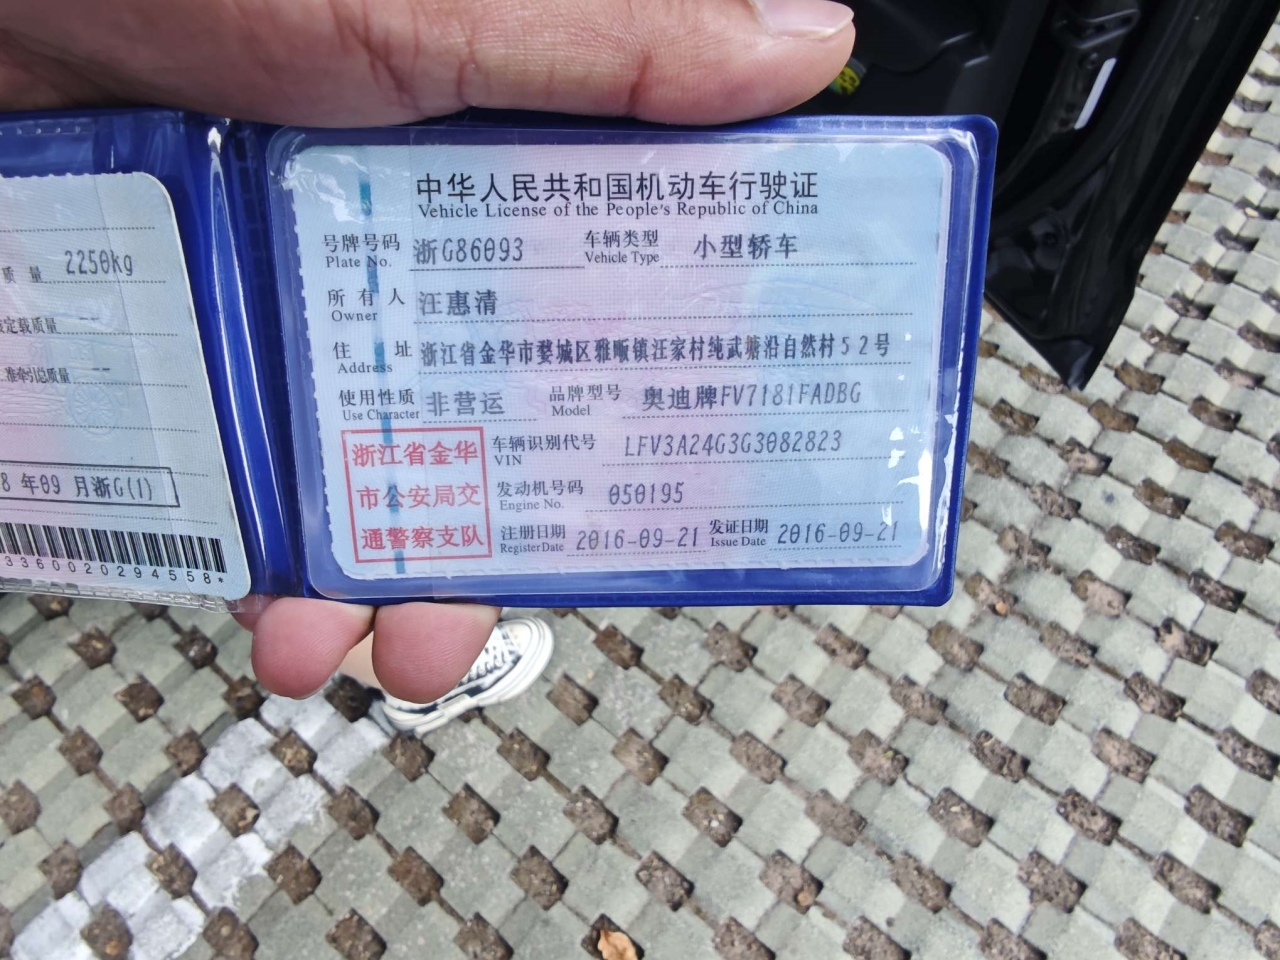 质 量 2250kg
定载质量 --
准牵引总质量 --
8 年09 月浙G(1)
3360020294558*
中华人民共和国机动车行驶证
Vehicle License of the People's Republic of China
号牌号码 浙G86093 车辆类型 小型轿车
Plate No. Vehicle Type
所 有 人 汪惠清
Owner
住 址 浙江省金华市婺城区雅畈镇汪家村纯武塘沿自然村52号
Address
使用性质 非营运 品牌型号 奥迪牌FV7181FADBG
Use Character Model
浙江省金华
市公安局交
通警察支队
车辆识别代号 LFV3A24G3G3082823
VIN
发动机号码 050195
Engine No.
注册日期 2016-09-21 发证日期 2016-09-21
Register Date Issue Date